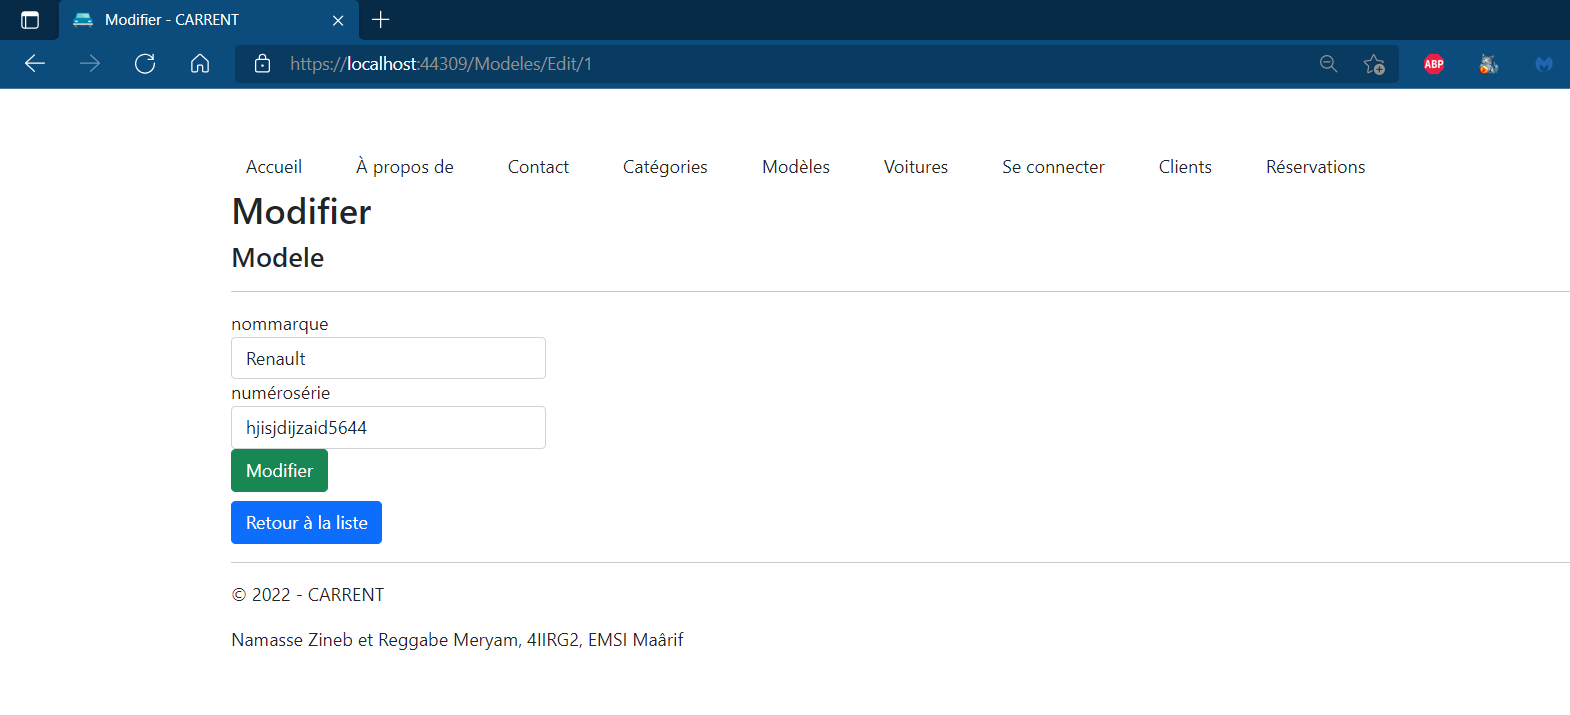 Modifier - CARRENT
https://localhost:44309/Modeles/Edit/1
ABP
Accueil À propos de Contact Catégories Modèles Voitures Se connecter Clients Réservations
Modifier
Modele
nommarque
Renault
numérosérie
hjisjdijzaid5644
Modifier
Retour à la liste
© 2022 - CARRENT
Namasse Zineb et Reggabe Meryam, 4IIRG2, EMSI Maârif